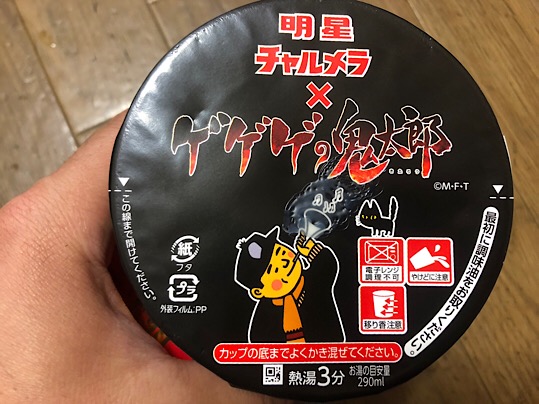 明星
チャルメラ
×
ゲゲゲの鬼太郎
きたろう
©M・F・T
この線まで開けてください。
最初に調味油をお取りください。
紙
フタ
プラ
外装フィルム:PP
電子レンジ
調理不可
やけどに注意
移り香注意
カップの底までよくかき混ぜてください。
熱湯3分
お湯の目安量
290ml